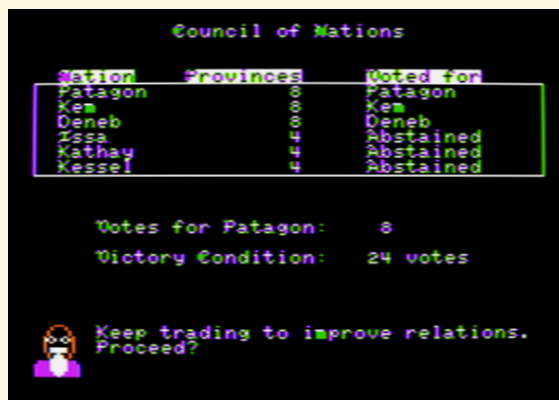 Council of Nations
Nation Provinces Voted for
Patagon 8 Patagon
Kem 8 Kem
Deneb 8 Deneb
Issa 4 Abstained
Kathay 4 Abstained
Kessel 4 Abstained
Votes for Patagon: 8
Victory Condition: 24 votes
Keep trading to improve relations.
Proceed?